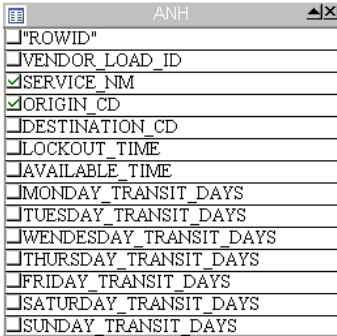 ANH
"ROWID"
VENDOR_LOAD_ID
SERVICE_NM
ORIGIN_CD
DESTINATION_CD
LOCKOUT_TIME
AVAILABLE_TIME
MONDAY_TRANSIT_DAYS
TUESDAY_TRANSIT_DAYS
WENDESDAY_TRANSIT_DAYS
THURSDAY_TRANSIT_DAYS
FRIDAY_TRANSIT_DAYS
SATURDAY_TRANSIT_DAYS
SUNDAY_TRANSIT_DAYS